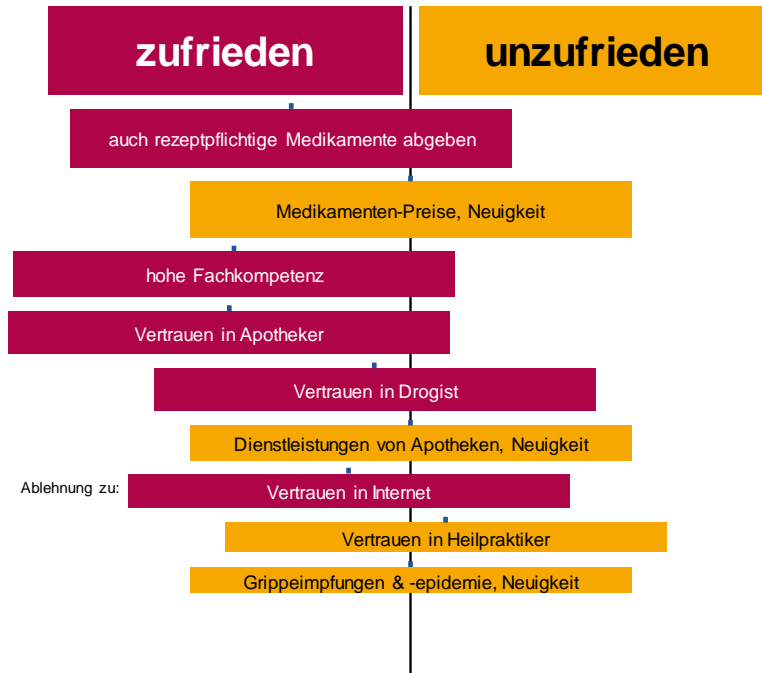 zufrieden
unzufrieden
auch rezeptpflichtige Medikamente abgeben
Medikamenten-Preise, Neuigkeit
hohe Fachkompetenz
Vertrauen in Apotheker
Vertrauen in Drogist
Dienstleistungen von Apotheken, Neuigkeit
Ablehnung zu:
Vertrauen in Internet
Vertrauen in Heilpraktiker
Grippeimpfungen & -epidemie, Neuigkeit